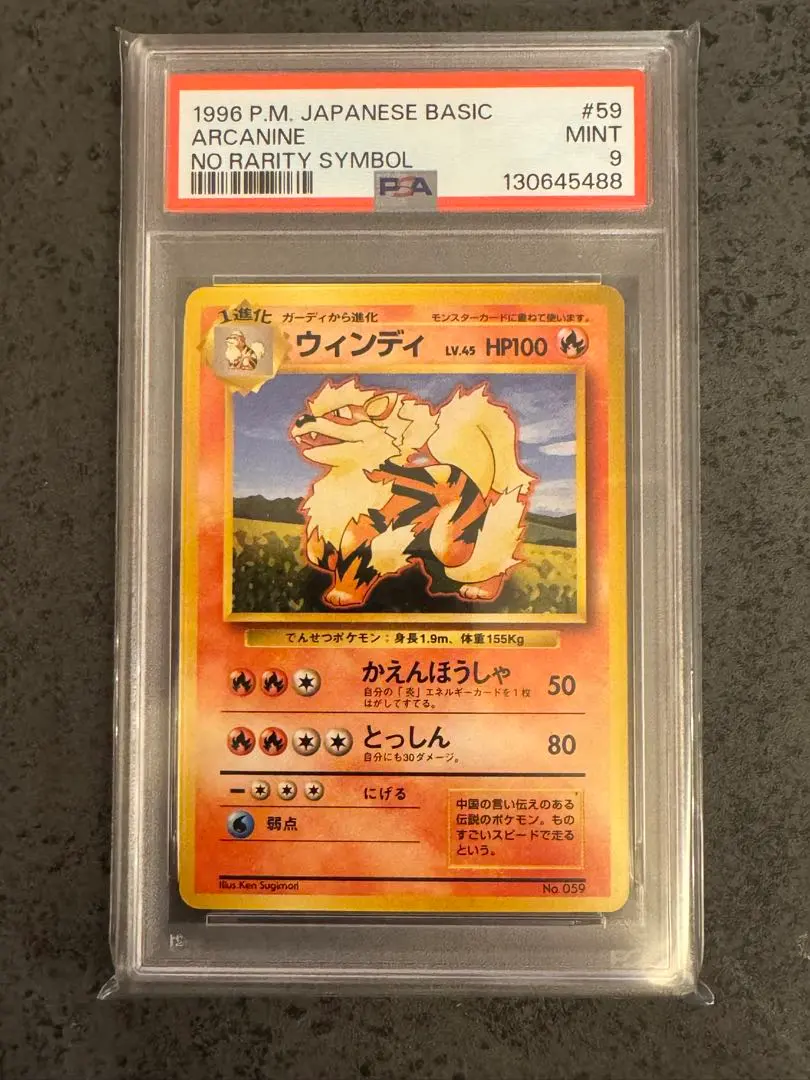 1996 P.M. JAPANESE BASIC #59
ARCANINE MINT
NO RARITY SYMBOL 9
PSA 130645488
1進化 ガーディから進化 モンスターカードに重ねて使います。
ウィンディ LV.45 HP100
でんせつポケモン：身長1.9m、体重155Kg
かえんほうしゃ 50
自分の「炎」エネルギーカードを1枚
はがしてすてる。
とっしん 80
自分にも30ダメージ。
にげる
弱点
中国の言い伝えのある
伝説のポケモン。もの
すごいスピードで走る
という。
Illus.Ken Sugimori No.059